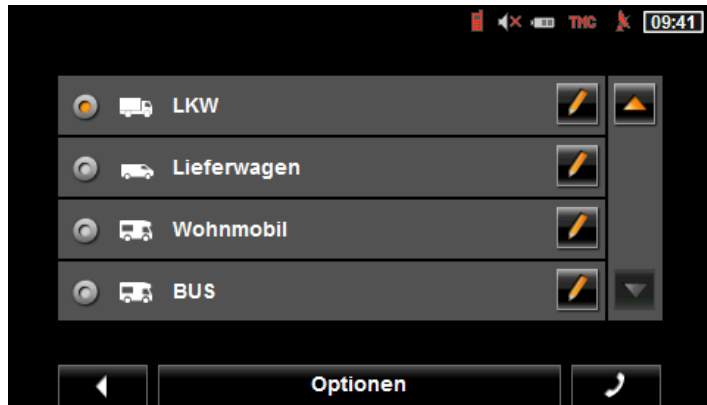 TMC 09:41
LKW
Lieferwagen
Wohnmobil
BUS
Optionen